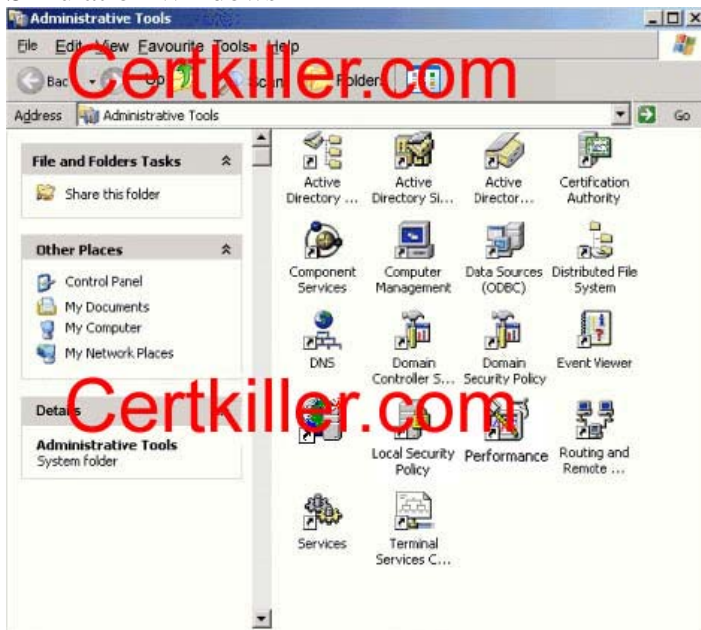 Administrative Tools
File Edit View Favourite Tools Help
Certkiller.com
Bac Up Folders
Address Administrative Tools Go
File and Folders Tasks
Share this folder
Other Places
Control Panel
My Documents
My Computer
My Network Places
Details
Administrative Tools
System folder
Active Directory ...
Active Directory Si...
Active Director...
Certification Authority
Component Services
Computer Management
Data Sources (ODBC)
Distributed File System
DNS
Domain Controller S...
Domain Security Policy
Event Viewer
Certkiller.com
Local Security Policy
Performance
Routing and Remote ...
Services
Terminal Services C...